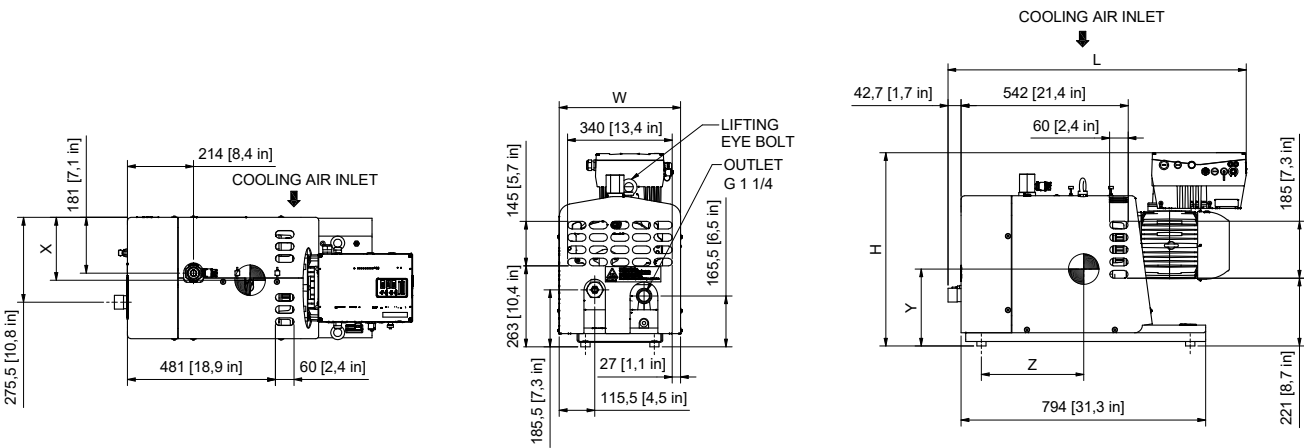 COOLING AIR INLET
L
42,7 [1,7 in]
542 [21,4 in]
60 [2,4 in]
185 [7,3 in]
H
Y
Z
794 [31,3 in]
221 [8,7 in]
W
340 [13,4 in]
LIFTING
EYE BOLT
OUTLET
G 1 1/4
145 [5,7 in]
165,5 [6,5 in]
263 [10,4 in]
27 [1,1 in]
115,5 [4,5 in]
185,5 [7,3 in]
214 [8,4 in]
COOLING AIR INLET
181 [7,1 in]
X
275,5 [10,8 in]
481 [18,9 in]
60 [2,4 in]